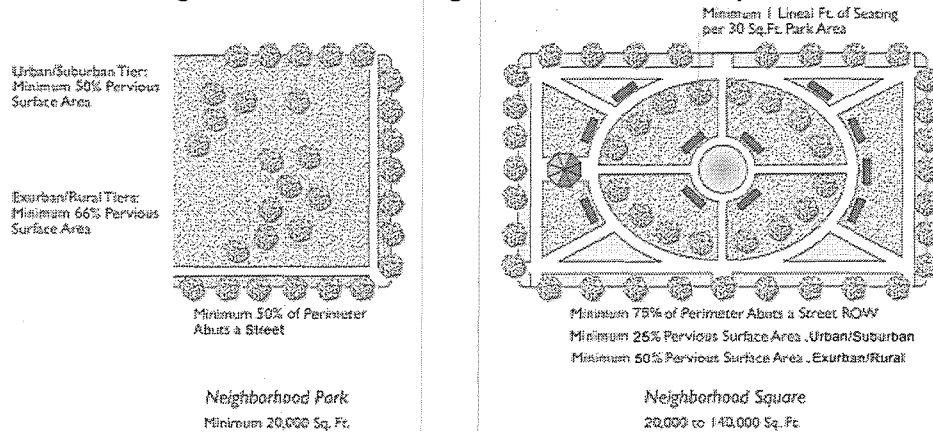 Urban/Suburban Tier:
Minimum 50% Pervious
Surface Area
Exurban/Rural Tiers:
Minimum 66% Pervious
Surface Area
Minimum 50% of Perimeter
Abuts a Street
Neighborhood Park
Minimum 20,000 Sq. Ft.
Minimum 1 Lineal Ft. of Seating
per 30 Sq.Ft. Park Area
Minimum 75% of Perimeter Abuts a Street ROW
Minimum 25% Pervious Surface Area - Urban/Suburban
Minimum 50% Pervious Surface Area - Exurban/Rural
Neighborhood Square
20,000 to 140,000 Sq. Ft.